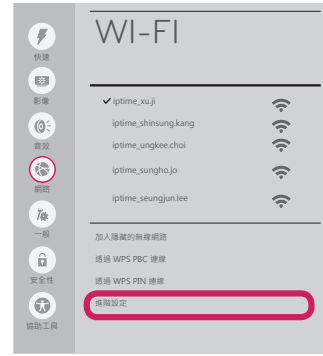 WI-FI
快速
影像
音效
網路
一般
安全性
協助工具
iptime_xu.ji
iptime_shinsung.kang
iptime_ungkee.choi
iptime_sungho.jo
iptime_seungjun.lee
加入隱藏的無線網路
透過 WPS PBC 連線
透過 WPS PIN 連線
進階設定